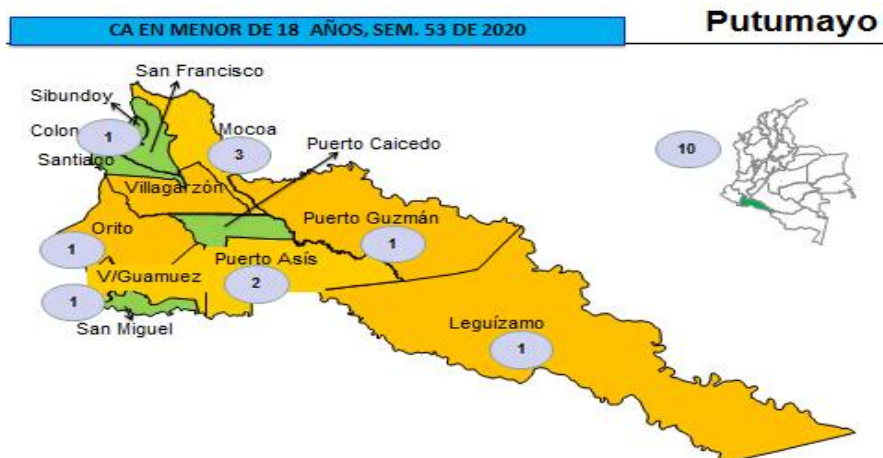 CA EN MENOR DE 18 AÑOS, SEM. 53 DE 2020
Putumayo
San Francisco
Sibundoy
Colon
1
Santiago
Mocoa
3
Puerto Caicedo
10
Villagarzón
Orito
1
Puerto Guzmán
1
V/Guamuez
Puerto Asís
2
1
San Miguel
Leguízamo
1